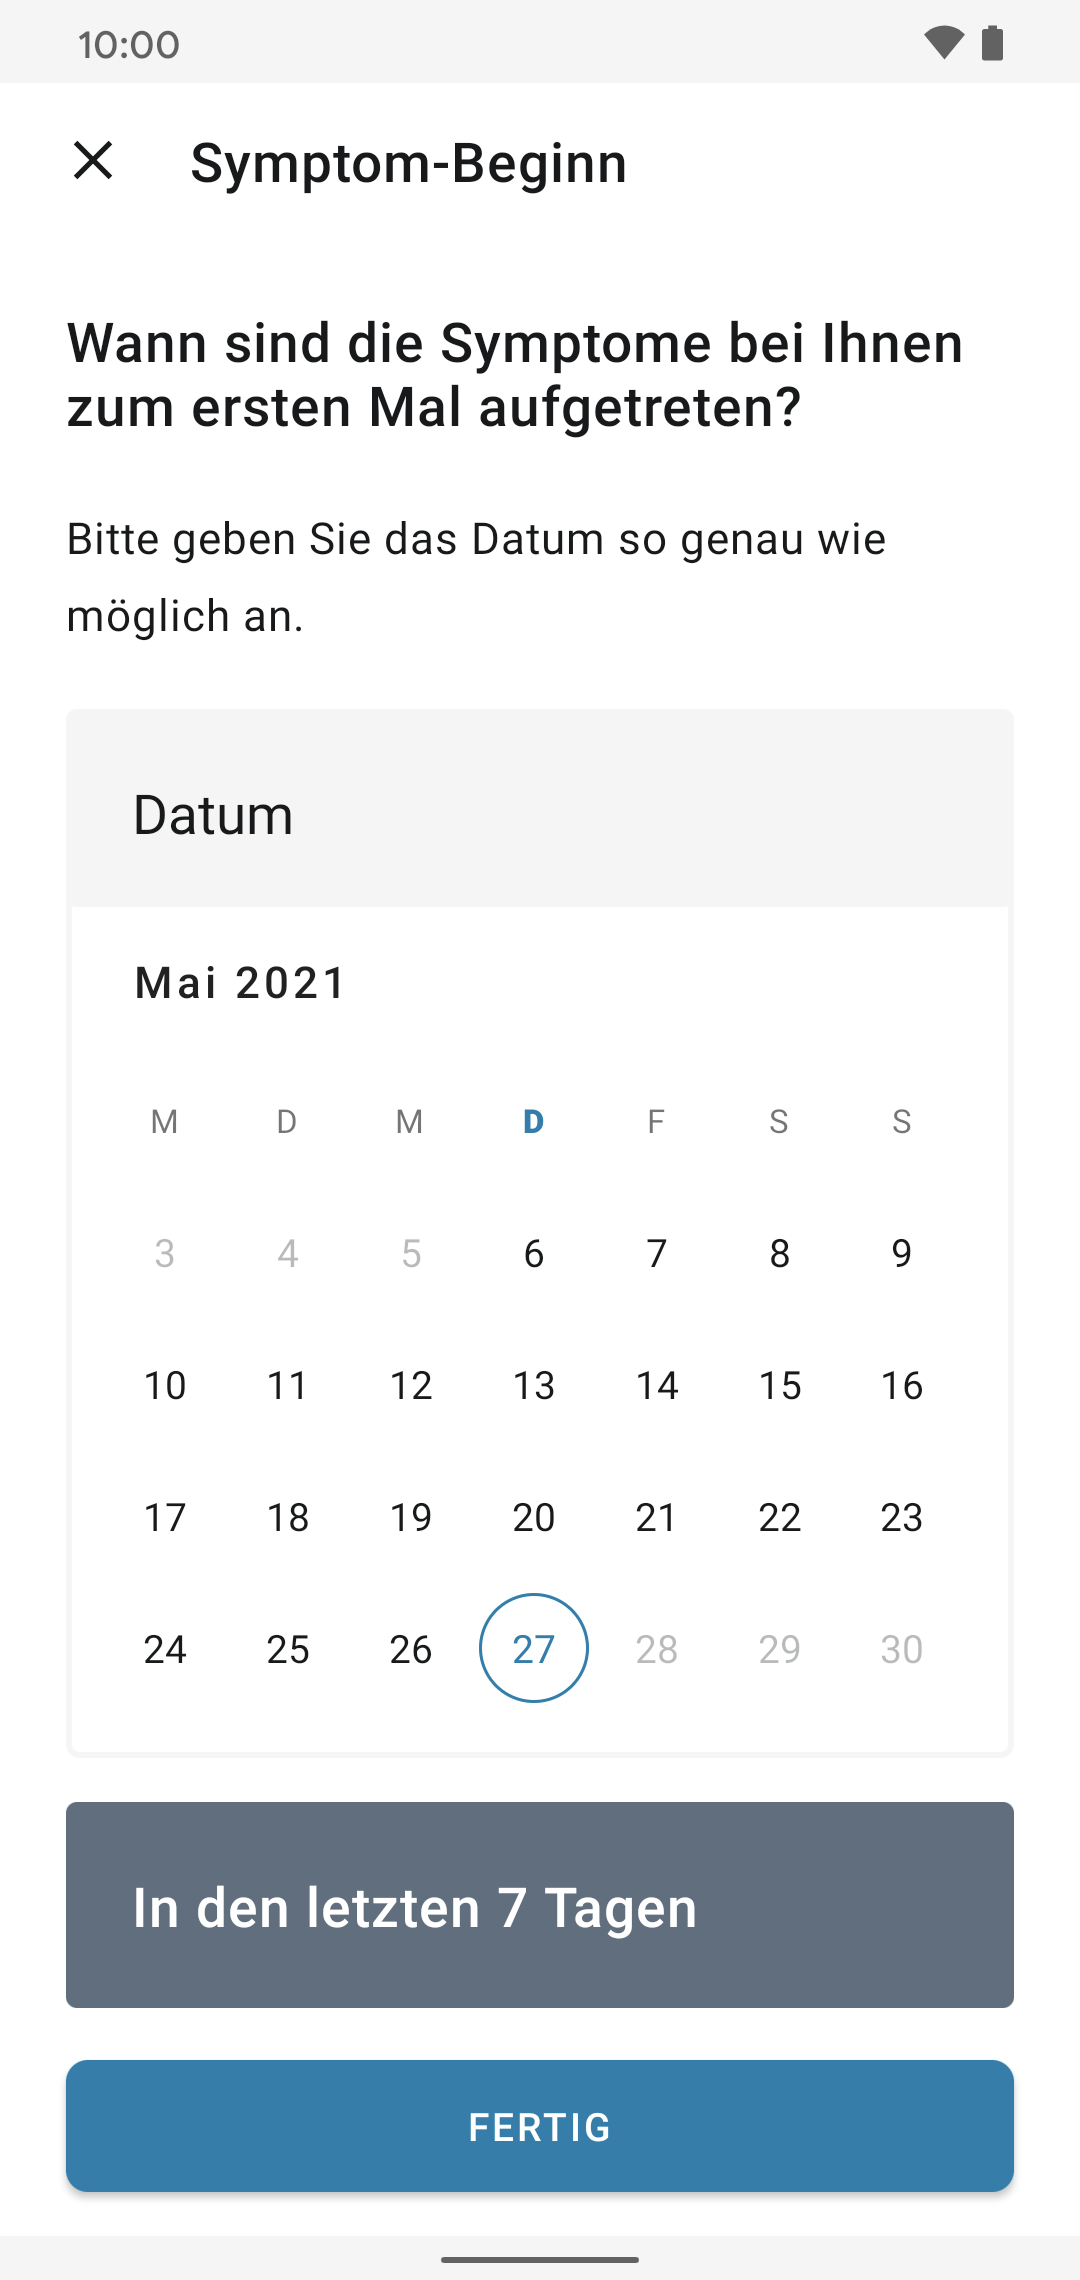 10:00
Symptom-Beginn
Wann sind die Symptome bei Ihnen
zum ersten Mal aufgetreten?
Bitte geben Sie das Datum so genau wie
möglich an.
Datum
Mai 2021
M D M D F S S
3 4 5 6 7 8 9
10 11 12 13 14 15 16
17 18 19 20 21 22 23
24 25 26 27 28 29 30
In den letzten 7 Tagen
FERTIG